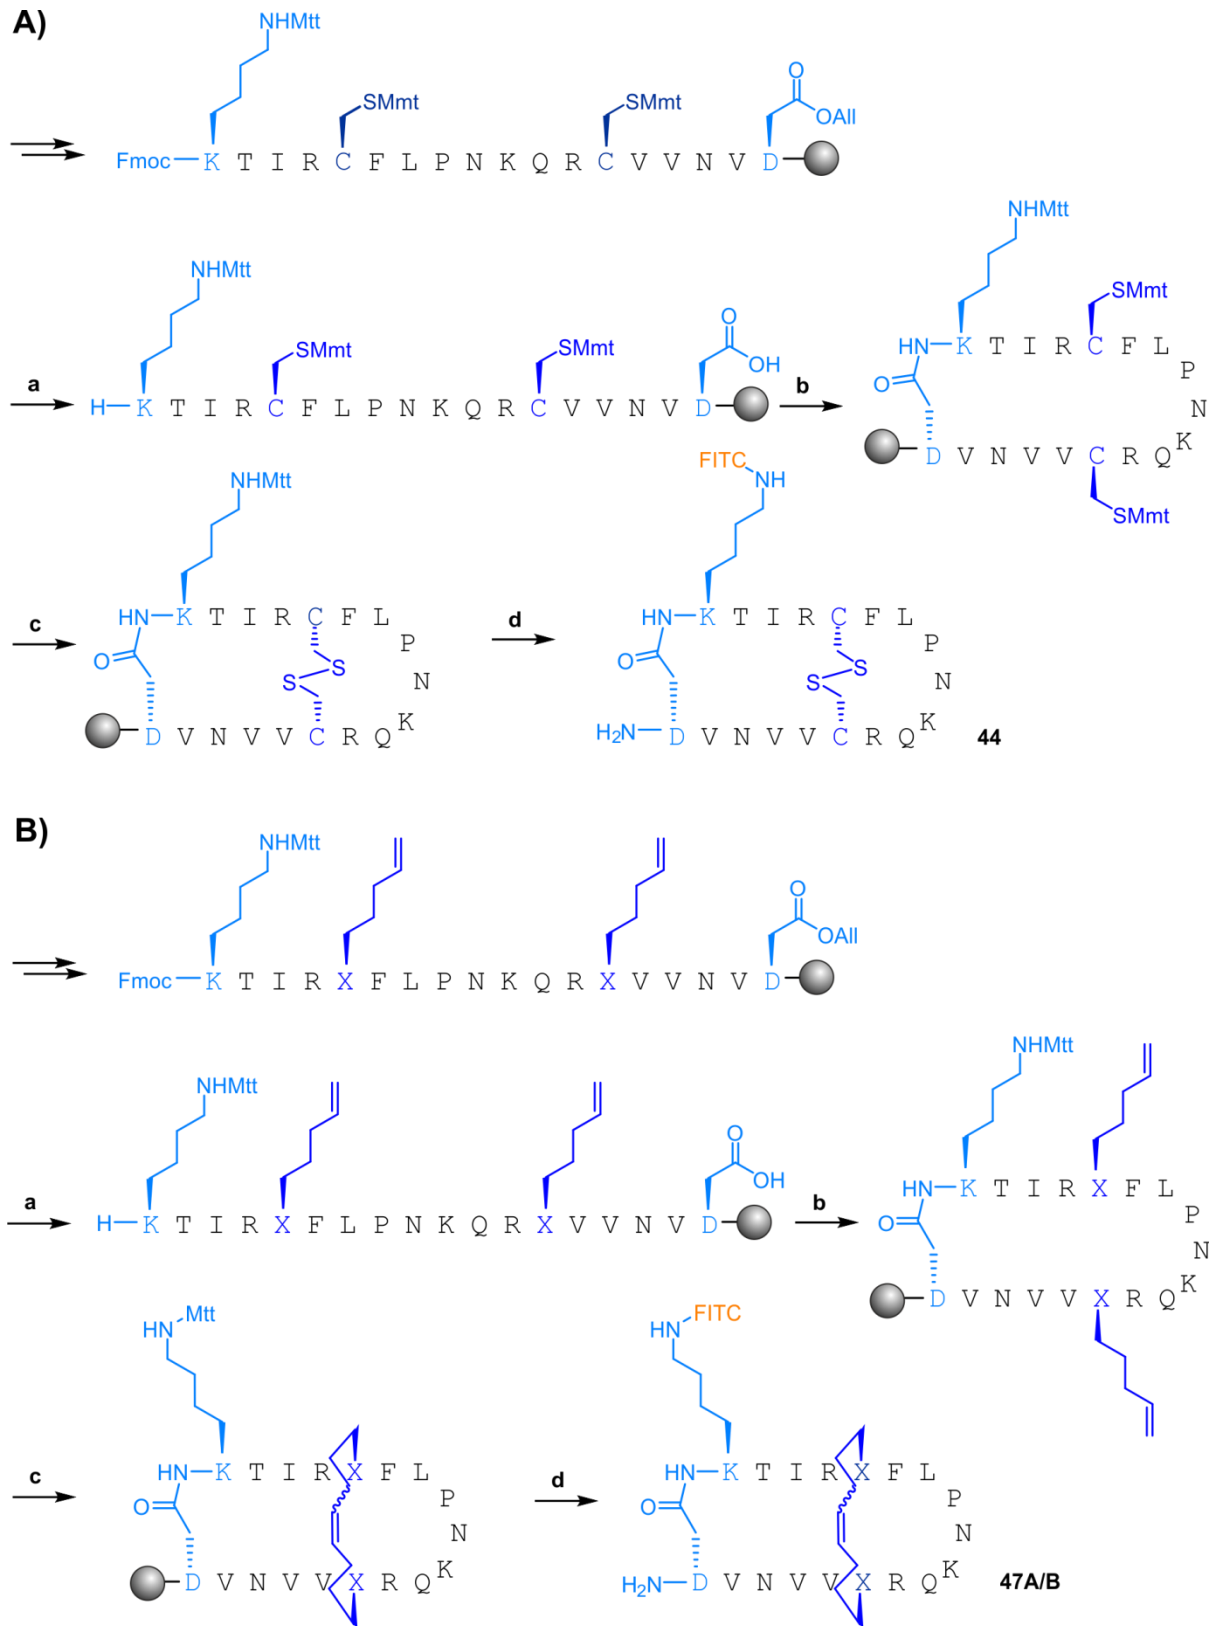 A)
NHMtt
SMmt
SMmt
O
OAll
Fmoc K T I R C F L P N K Q R C V V N V D
NHMtt
NHMtt
SMmt
SMmt
O
OH
SMmt
a
H K T I R C F L P N K Q R C V V N V D
b
HN K T I R C F L
P
N
K
O
D V N V V C R Q
SMmt
NHMtt
FITC
NH
c
HN K T I R C F L
P
N
K
O
S
S
D V N V V C R Q
d
HN K T I R C F L
P
N
K
O
S
S
H2N D V N V V C R Q
44
B)
NHMtt
O
OAll
Fmoc K T I R X F L P N K Q R X V V N V D
NHMtt
NHMtt
O
OH
a
H K T I R X F L P N K Q R X V V N V D
b
HN K T I R X F L
P
N
K
O
D V N V V X R Q
Mtt
HN
FITC
HN
c
HN K T I R X F L
P
N
K
O
D V N V V X R Q
d
HN K T I R X F L
P
N
K
O
H2N D V N V V X R Q
47A/B